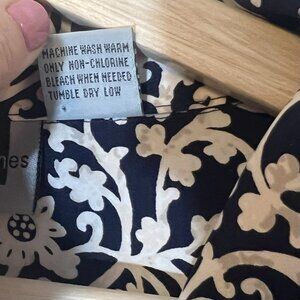 MACHINE WASH WARM
ONLY NON-CHLORINE
BLEACH WHEN NEEDED
TUMBLE DRY LOW